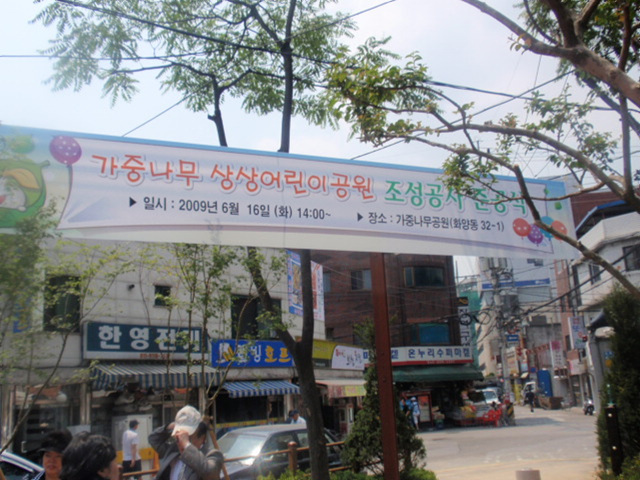 가중나무 상상어린이공원 조성공사 준공식
▶ 일시 : 2009년 6월 16일 (화) 14:00~ ▶ 장소 : 가중나무공원(화양동 32-1)
한영전기
온누리수퍼마켙